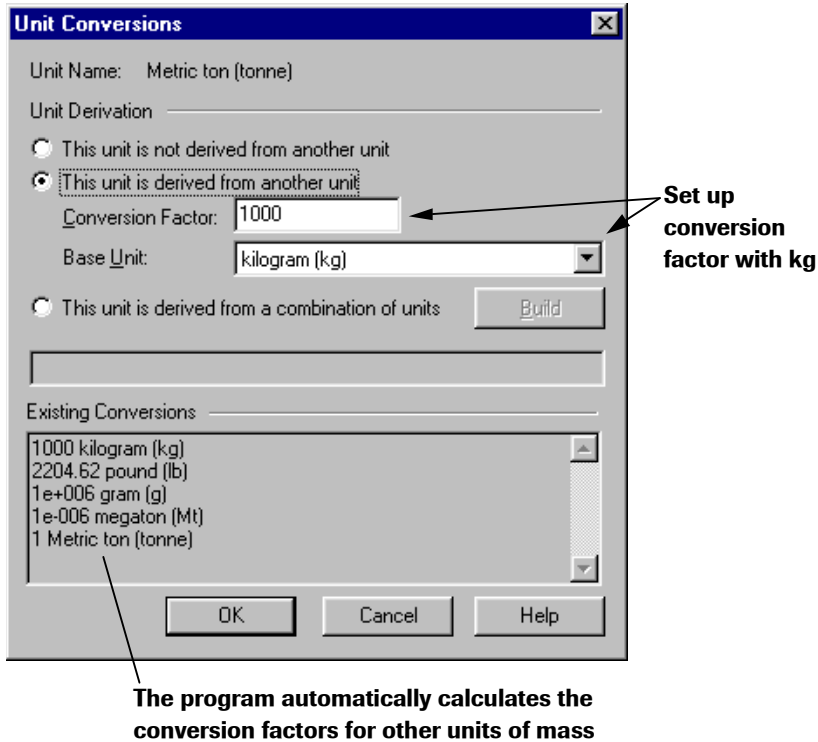 Unit Conversions
Unit Name: Metric ton (tonne)
Unit Derivation
This unit is not derived from another unit
This unit is derived from another unit
Conversion Factor: 1000
Base Unit: kilogram (kg)
Set up
conversion
factor with kg
This unit is derived from a combination of units
Build
Existing Conversions
1000 kilogram (kg)
2204.62 pound (lb)
1e+006 gram (g)
1e-006 megaton (Mt)
1 Metric ton (tonne)
OK Cancel Help
The program automatically calculates the
conversion factors for other units of mass